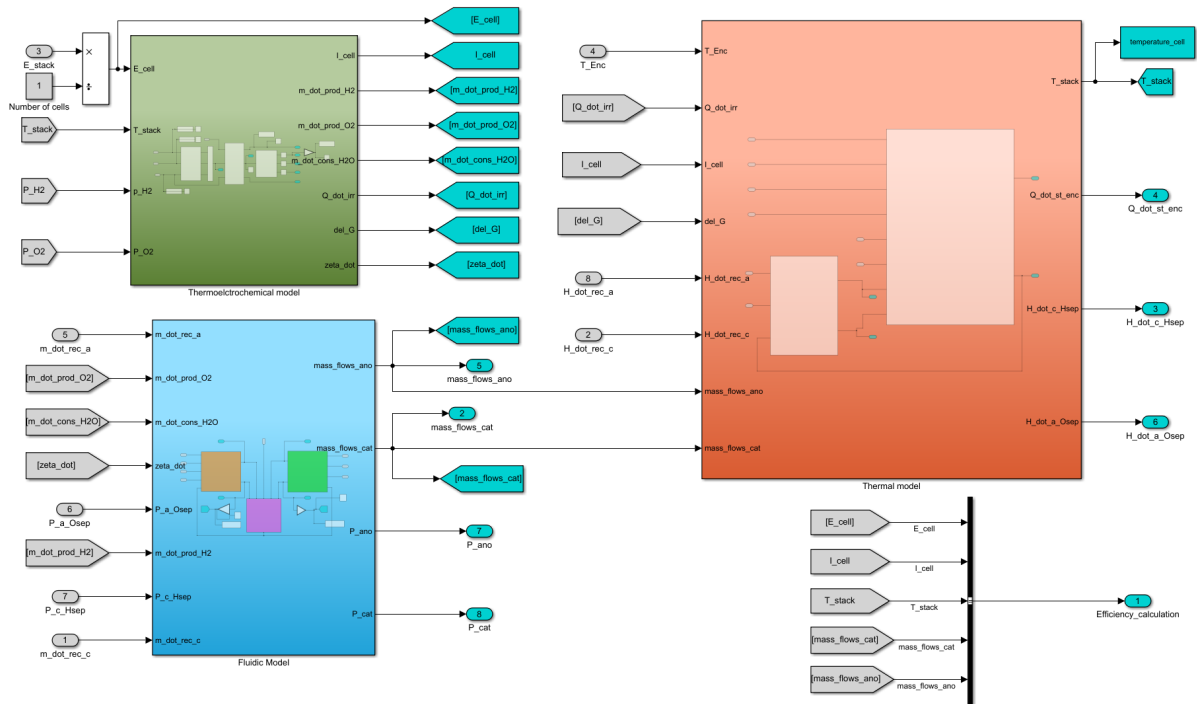 3
E_stack
1
Number of cells
×
÷
T_stack
P_H2
P_O2
E_cell
T_stack
p_H2
P_O2
I_cell
m_dot_prod_H2
m_dot_prod_O2
m_dot_cons_H2O
Q_dot_irr
del_G
zeta_dot
Thermoelctrochemical model
[E_cell]
I_cell
[m_dot_prod_H2]
[m_dot_prod_O2]
[m_dot_cons_H2O]
[Q_dot_irr]
[del_G]
[zeta_dot]
4
T_Enc
[Q_dot_irr]
I_cell
[del_G]
8
H_dot_rec_a
2
H_dot_rec_c
T_Enc
Q_dot_irr
I_cell
del_G
H_dot_rec_a
H_dot_rec_c
mass_flows_ano
mass_flows_cat
T_stack
Q_dot_st_enc
H_dot_c_Hsep
H_dot_a_Osep
Thermal model
temperature_cell
T_stack
4
Q_dot_st_enc
3
H_dot_c_Hsep
6
H_dot_a_Osep
5
m_dot_rec_a
[m_dot_prod_O2]
[m_dot_cons_H2O]
[zeta_dot]
6
P_a_Osep
[m_dot_prod_H2]
7
P_c_Hsep
1
m_dot_rec_c
m_dot_rec_a
m_dot_prod_O2
m_dot_cons_H2O
zeta_dot
P_a_Osep
m_dot_prod_H2
P_c_Hsep
m_dot_rec_c
mass_flows_ano
mass_flows_cat
P_ano
P_cat
Fluidic Model
[mass_flows_ano]
5
mass_flows_ano
2
mass_flows_cat
[mass_flows_cat]
7
P_ano
8
P_cat
[E_cell]
E_cell
I_cell
I_cell
T_stack
T_stack
[mass_flows_cat]
mass_flows_cat
[mass_flows_ano]
mass_flows_ano
1
Efficiency_calculation